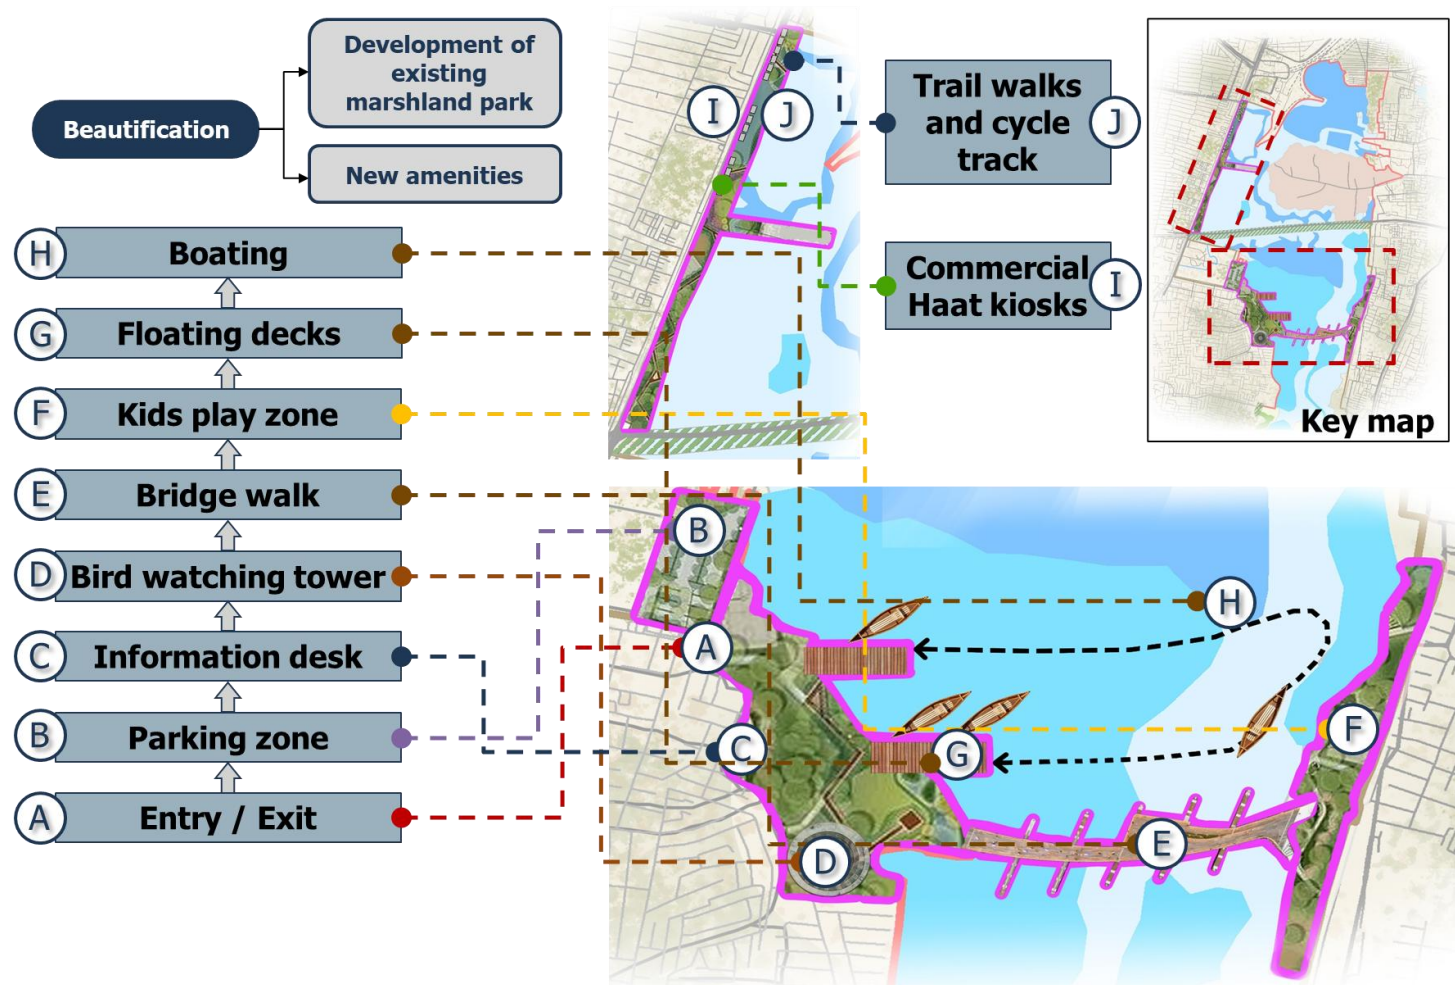 Beautification
Development of
existing
marshland park
New amenities
H
Boating
G
Floating decks
F
Kids play zone
E
Bridge walk
D
Bird watching tower
C
Information desk
B
Parking zone
A
Entry / Exit
I
J
Trail walks
and cycle
track
J
Commercial
Haat kiosks
I
Key map
B
A
H
C
G
F
D
E